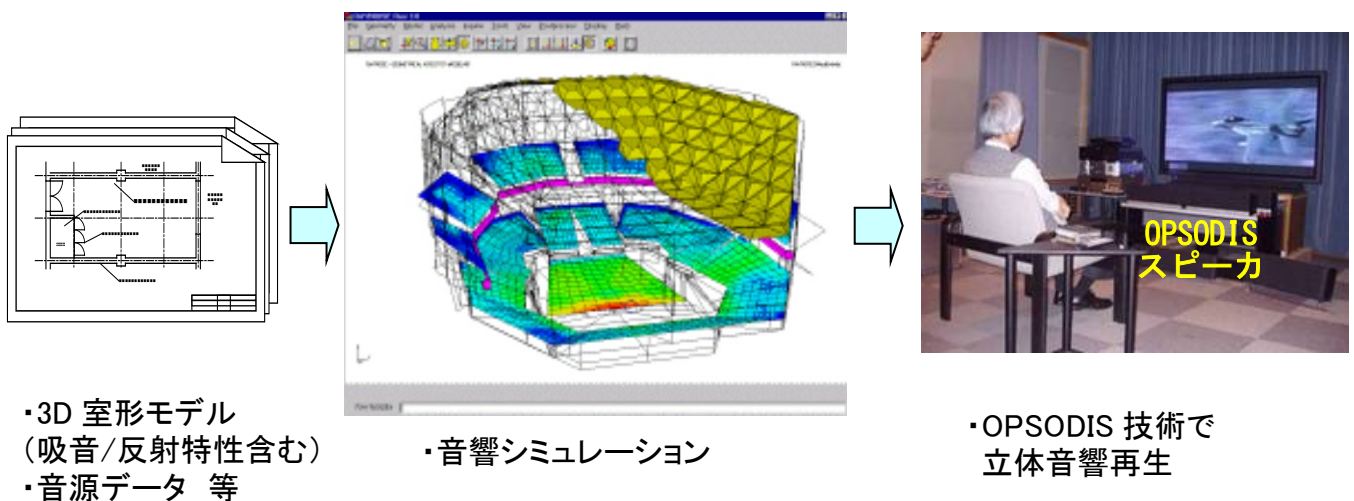 ・3D 室形モデル
(吸音/反射特性含む)
・音源データ 等
・音響シミュレーション
OPSODIS
スピーカ
・OPSODIS 技術で
立体音響再生